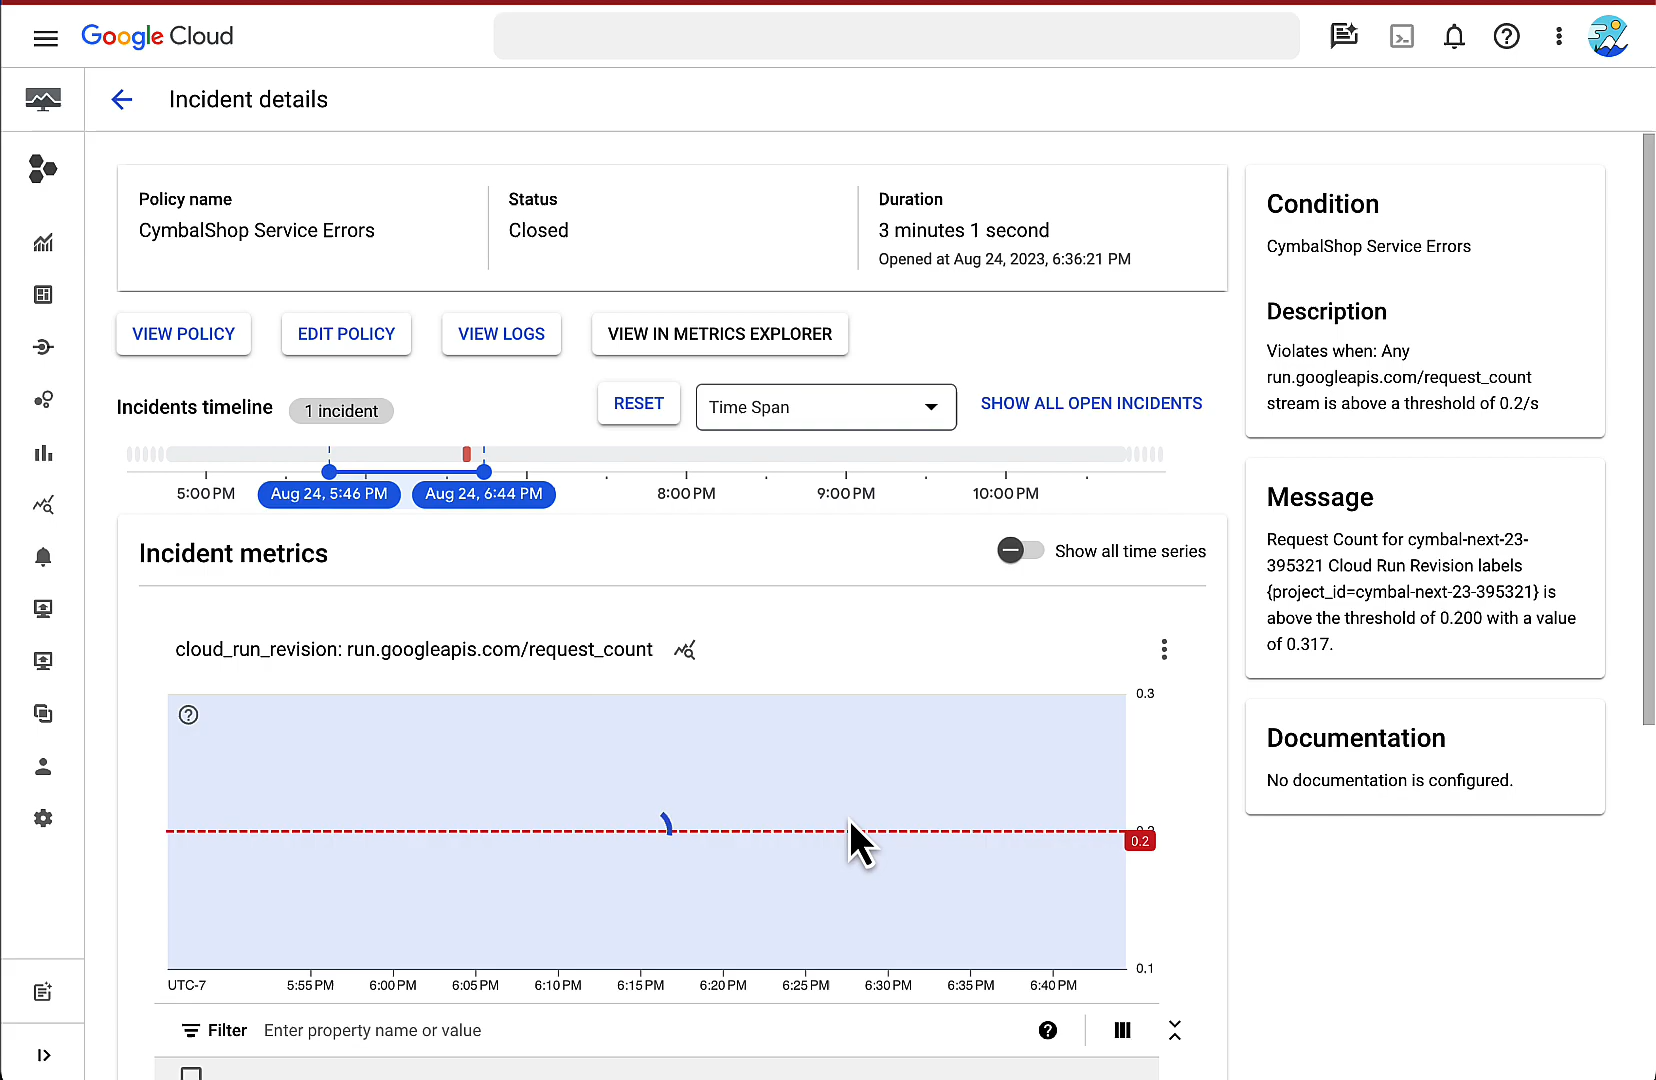 Google Cloud
Incident details
Policy name
CymbalShop Service Errors
Status
Closed
Duration
3 minutes 1 second
Opened at Aug 24, 2023, 6:36:21 PM
VIEW POLICY
EDIT POLICY
VIEW LOGS
VIEW IN METRICS EXPLORER
Incidents timeline
1 incident
RESET
Time Span
SHOW ALL OPEN INCIDENTS
5:00 PM
Aug 24, 5:46 PM
Aug 24, 6:44 PM
8:00 PM
9:00 PM
10:00 PM
Incident metrics
Show all time series
cloud_run_revision: run.googleapis.com/request_count
0.3
0.2
0.2
0.1
UTC-7
5:55 PM
6:00 PM
6:05 PM
6:10 PM
6:15 PM
6:20 PM
6:25 PM
6:30 PM
6:35 PM
6:40 PM
Filter
Enter property name or value
Condition
CymbalShop Service Errors
Description
Violates when: Any
run.googleapis.com/request_count
stream is above a threshold of 0.2/s
Message
Request Count for cymbal-next-23-
395321 Cloud Run Revision labels
{project_id=cymbal-next-23-395321} is
above the threshold of 0.200 with a value
of 0.317.
Documentation
No documentation is configured.